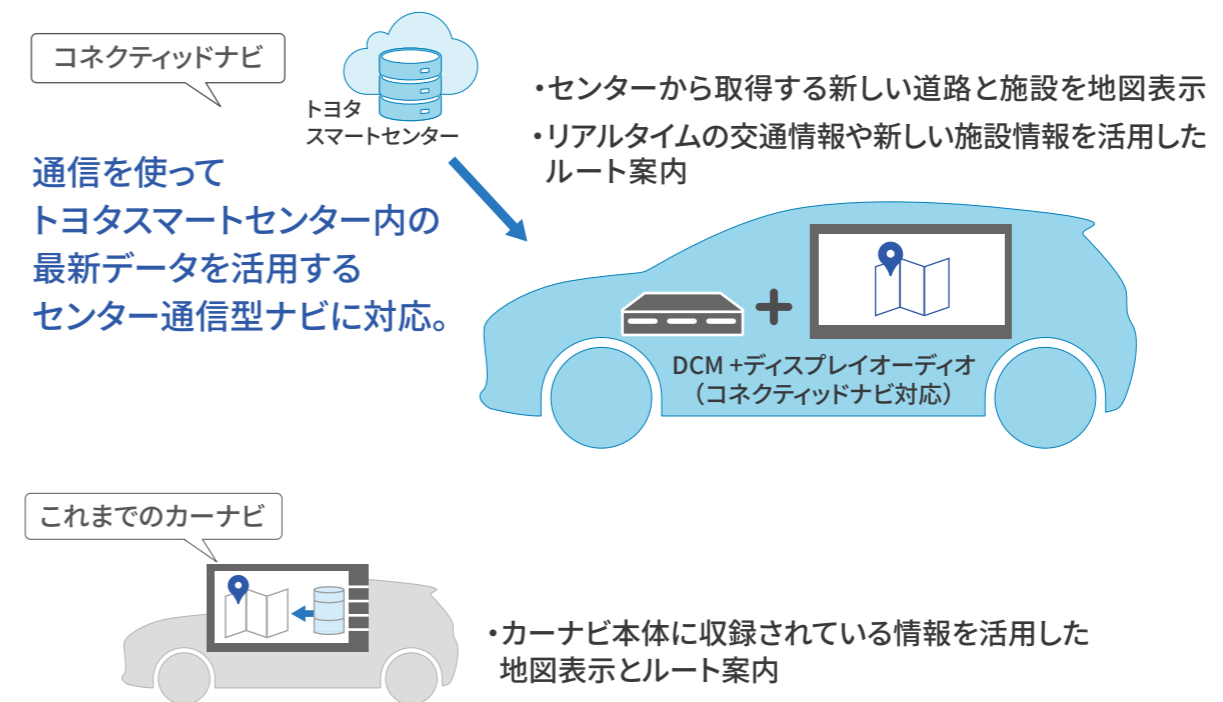 コネクティッドナビ
トヨタ
スマートセンター
通信を使って
トヨタスマートセンター内の
最新データを活用する
センター通信型ナビに対応。
・センターから取得する新しい道路と施設を地図表示
・リアルタイムの交通情報や新しい施設情報を活用した
ルート案内
DCM +ディスプレイオーディオ
（コネクティッドナビ対応）
これまでのカーナビ
・カーナビ本体に収録されている情報を活用した
地図表示とルート案内